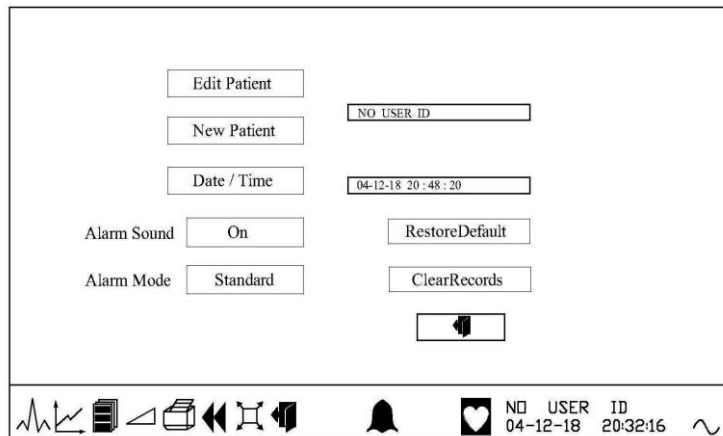 Edit Patient
NO USER ID
New Patient
Date / Time
04-12-18 20 : 48 : 20
Alarm Sound On RestoreDefault
Alarm Mode Standard ClearRecords
NO USER ID
04-12-18 20:32:16